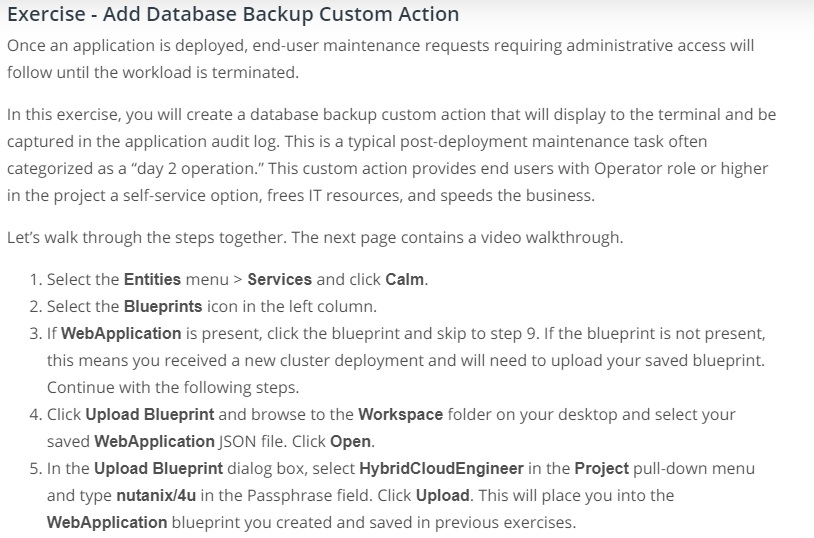 Exercise - Add Database Backup Custom Action
Once an application is deployed, end-user maintenance requests requiring administrative access will
follow until the workload is terminated.
In this exercise, you will create a database backup custom action that will display to the terminal and be
captured in the application audit log. This is a typical post-deployment maintenance task often
categorized as a “day 2 operation.” This custom action provides end users with Operator role or higher
in the project a self-service option, frees IT resources, and speeds the business.
Let’s walk through the steps together. The next page contains a video walkthrough.
1. Select the Entities menu > Services and click Calm.
2. Select the Blueprints icon in the left column.
3. If WebApplication is present, click the blueprint and skip to step 9. If the blueprint is not present,
this means you received a new cluster deployment and will need to upload your saved blueprint.
Continue with the following steps.
4. Click Upload Blueprint and browse to the Workspace folder on your desktop and select your
saved WebApplication JSON file. Click Open.
5. In the Upload Blueprint dialog box, select HybridCloudEngineer in the Project pull-down menu
and type nutanix/4u in the Passphrase field. Click Upload. This will place you into the
WebApplication blueprint you created and saved in previous exercises.